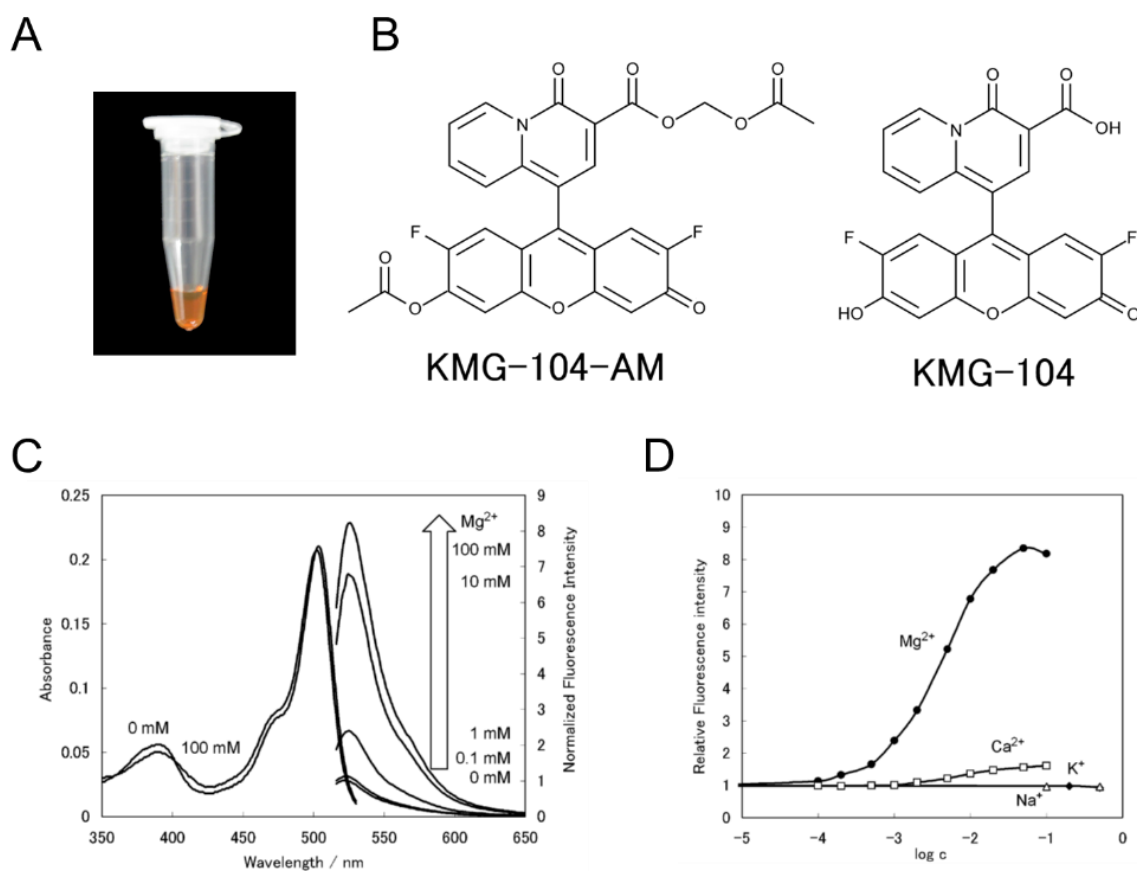 A
B
O
O
O
O
O
N
F
F
O
O
O
O
KMG-104-AM
O
O
N
OH
F
F
HO
O
O
KMG-104
C
0.25
0.2
0.15
0.1
0.05
0
Absorbance
350
400
450
500
550
600
650
Wavelength / nm
9
8
7
6
5
4
3
2
1
0
Normalized Fluorescence Intensity
Mg2+
100 mM
10 mM
1 mM
0.1 mM
0 mM
0 mM
100 mM
D
10
9
8
7
6
5
4
3
2
1
0
Relative Fluorescence intensity
Mg2+
Ca2+
K+
Na+
-5
-4
-3
-2
-1
0
log c